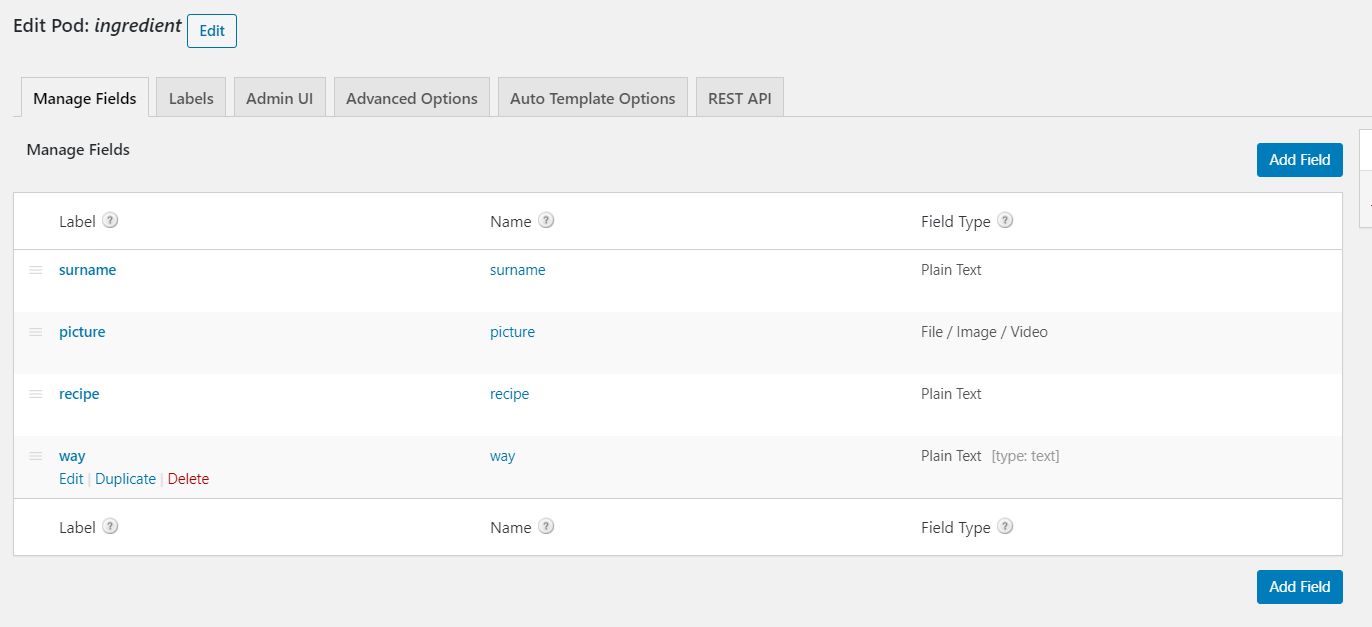 Edit Pod: ingredient Edit
Manage Fields Labels Admin UI Advanced Options Auto Template Options REST API
Manage Fields
Add Field
Label ? Name ? Field Type ?
surname surname Plain Text
picture picture File / Image / Video
recipe recipe Plain Text
way way Plain Text [type: text]
Edit | Duplicate | Delete
Label ? Name ? Field Type ?
Add Field